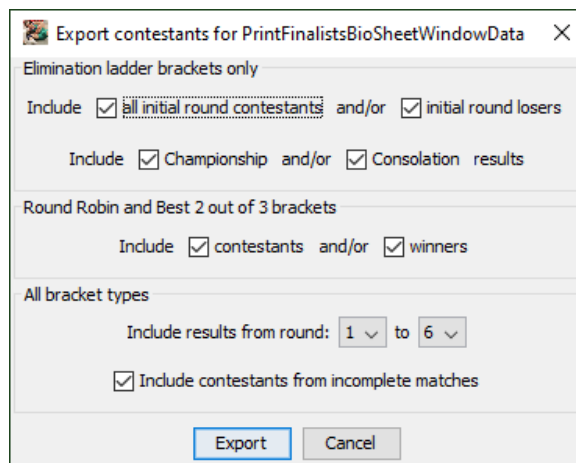 Export contestants for PrintFinalistsBioSheetWindowData
Elimination ladder brackets only
Include all initial round contestants and/or initial round losers
Include Championship and/or Consolation results
Round Robin and Best 2 out of 3 brackets
Include contestants and/or winners
All bracket types
Include results from round: 1 to 6
Include contestants from incomplete matches
Export Cancel